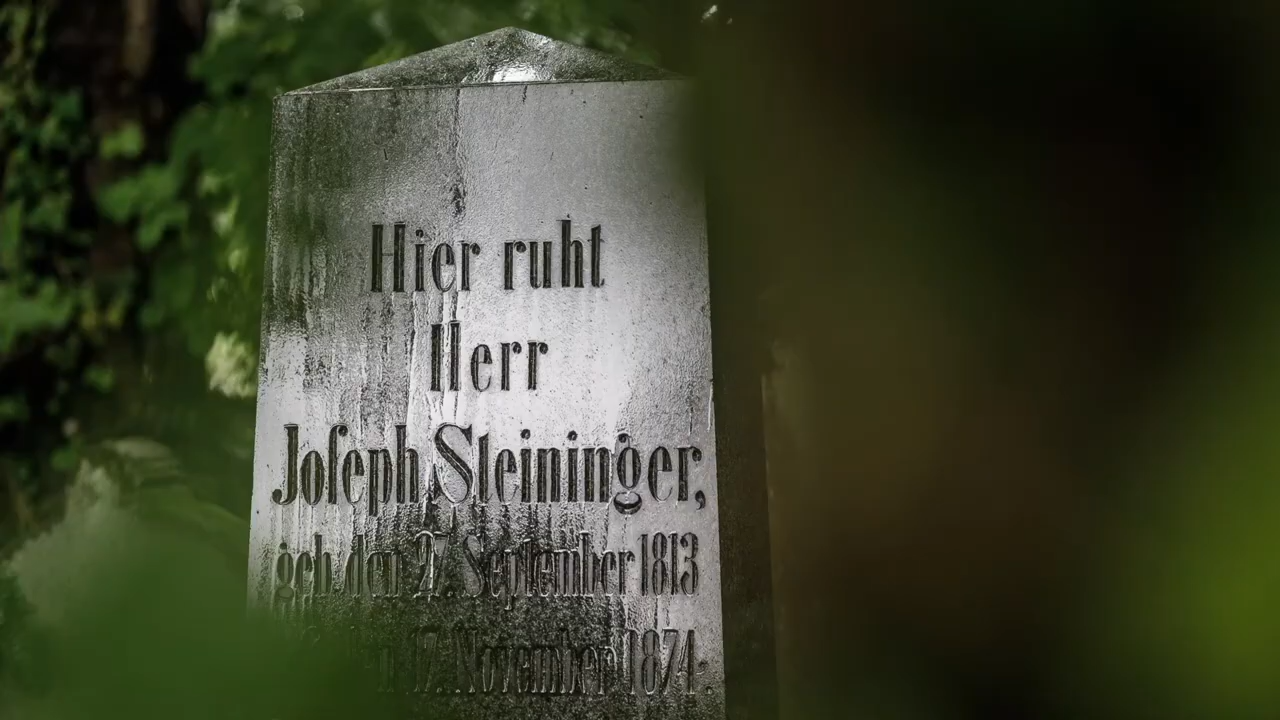 Hier ruht
Herr
Joſeph Steininger,
geb. den 27. September 1813
17. November 1874.